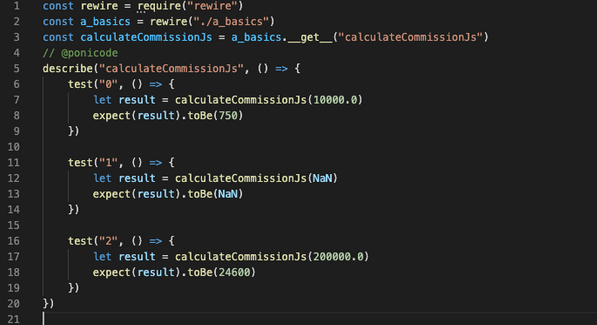 1 const rewire = require("rewire")
2 const a_basics = rewire("./a_basics")
3 const calculateCommissionJs = a_basics.__get__("calculateCommissionJs")
4 // @ponicode
5 describe("calculateCommissionJs", () => {
6     test("0", () => {
7         let result = calculateCommissionJs(10000.0)
8         expect(result).toBe(750)
9     })
10
11     test("1", () => {
12         let result = calculateCommissionJs(NaN)
13         expect(result).toBe(NaN)
14     })
15
16     test("2", () => {
17         let result = calculateCommissionJs(200000.0)
18         expect(result).toBe(24600)
19     })
20 })
21